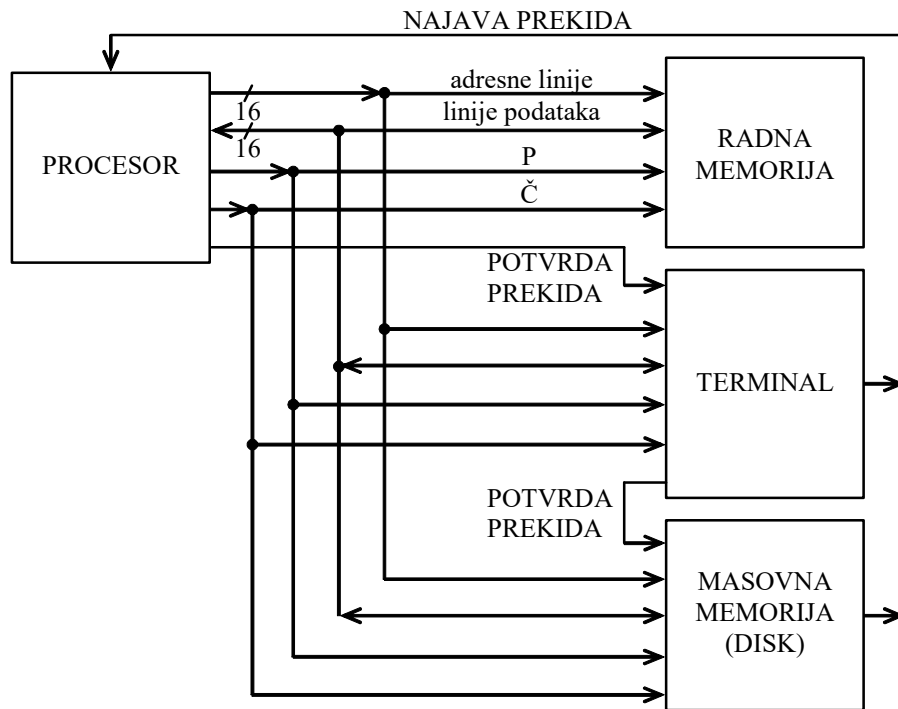 NAJAVA PREKIDA
PROCESOR
16
16
adresne linije
linije podataka
P
Č
RADNA
MEMORIJA
POTVRDA
PREKIDA
TERMINAL
POTVRDA
PREKIDA
MASOVNA
MEMORIJA
(DISK)